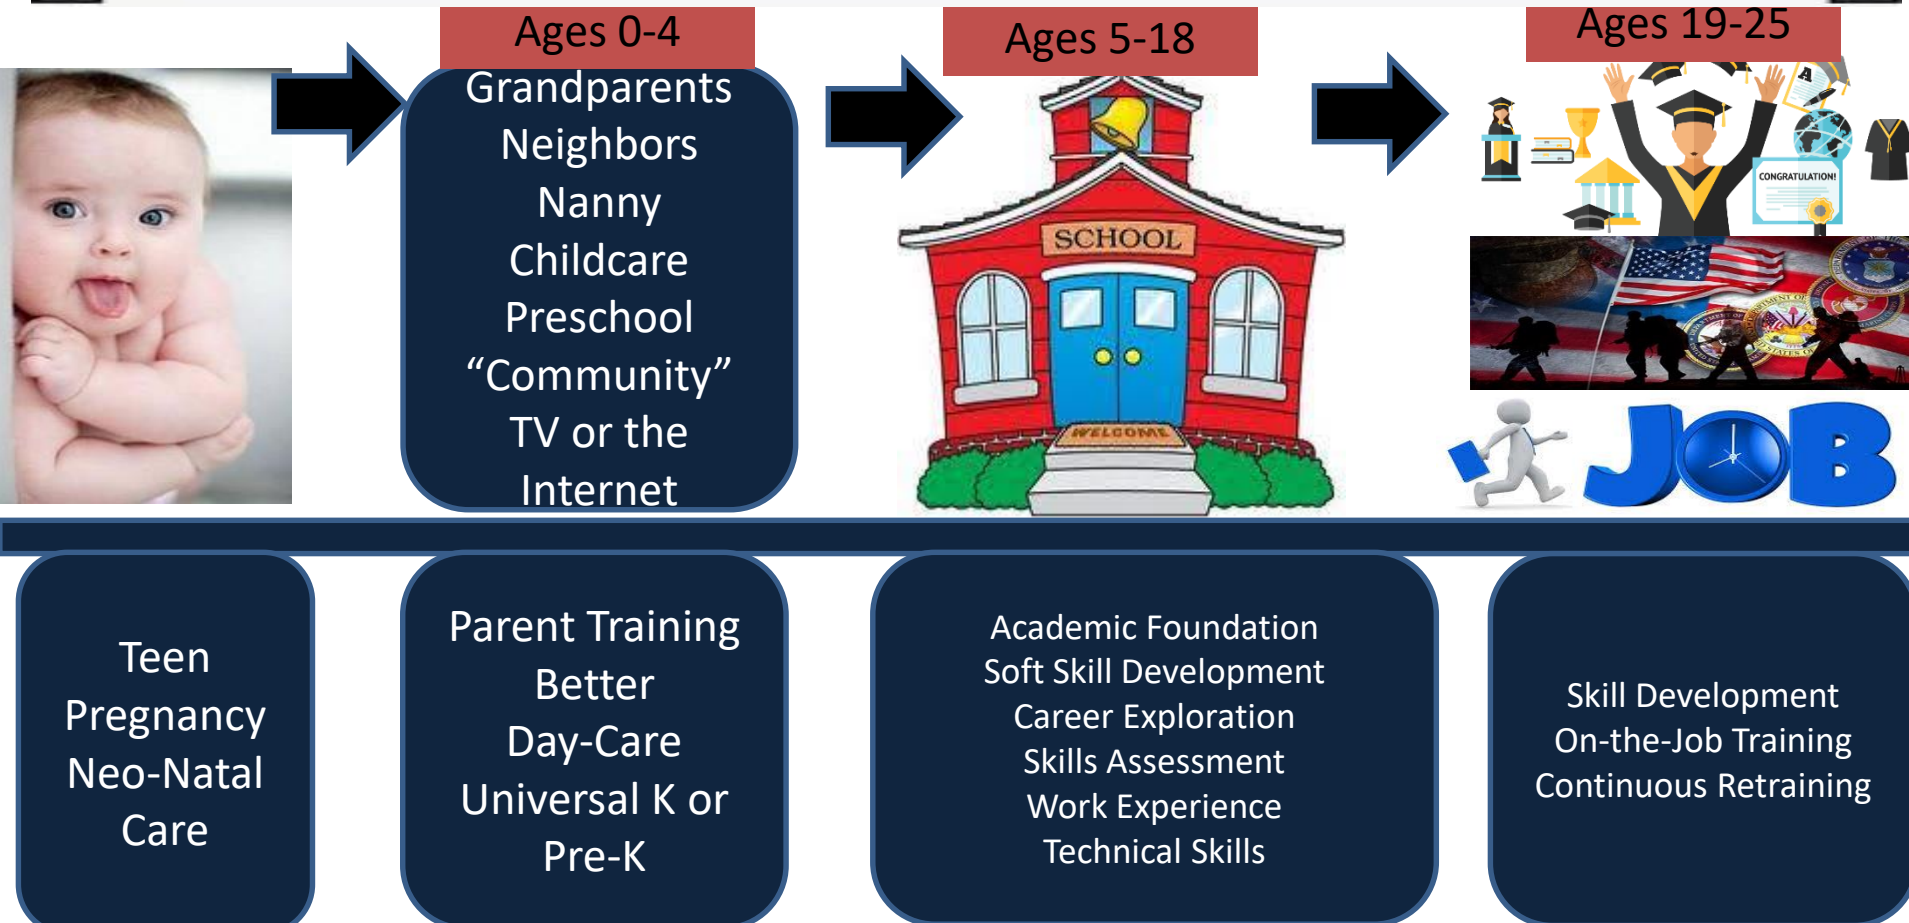 Ages 0-4
Ages 5-18
Ages 19-25
Grandparents
Neighbors
Nanny
Childcare
Preschool
“Community”
TV or the
Internet
SCHOOL
WELCOME
A
CONGRATULATION!
JOB
Teen
Pregnancy
Neo-Natal
Care
Parent Training
Better
Day-Care
Universal K or
Pre-K
Academic Foundation
Soft Skill Development
Career Exploration
Skills Assessment
Work Experience
Technical Skills
Skill Development
On-the-Job Training
Continuous Retraining